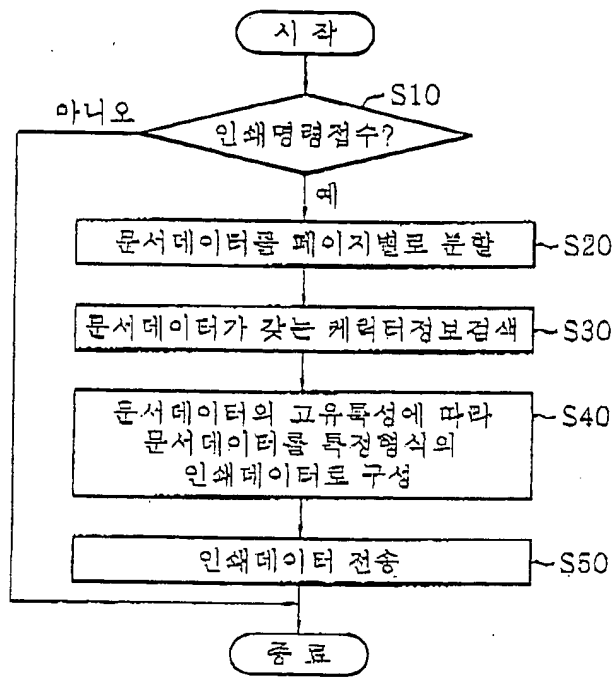 시 작
S10
아니오
인쇄명령접수?
예
문서데이터를 페이지별로 분할
S20
문서데이터가 갖는 케릭터정보검색
S30
문서데이터의 고유특성에 따라
문서데이터를 특정형식의
인쇄데이터로 구성
S40
인쇄데이터 전송
S50
종 료